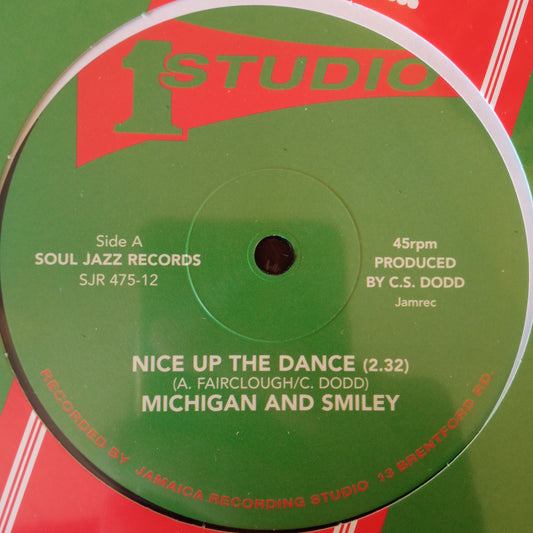 1 STUDIO
Side A
SOUL JAZZ RECORDS
SJR 475-12
45rpm
PRODUCED
BY C.S. DODD
Jamrec
NICE UP THE DANCE (2.32)
(A. FAIRCLOUGH/C. DODD)
MICHIGAN AND SMILEY
RECORDED BY JAMAICA RECORDING STUDIO 13 BRENTFORD RD.